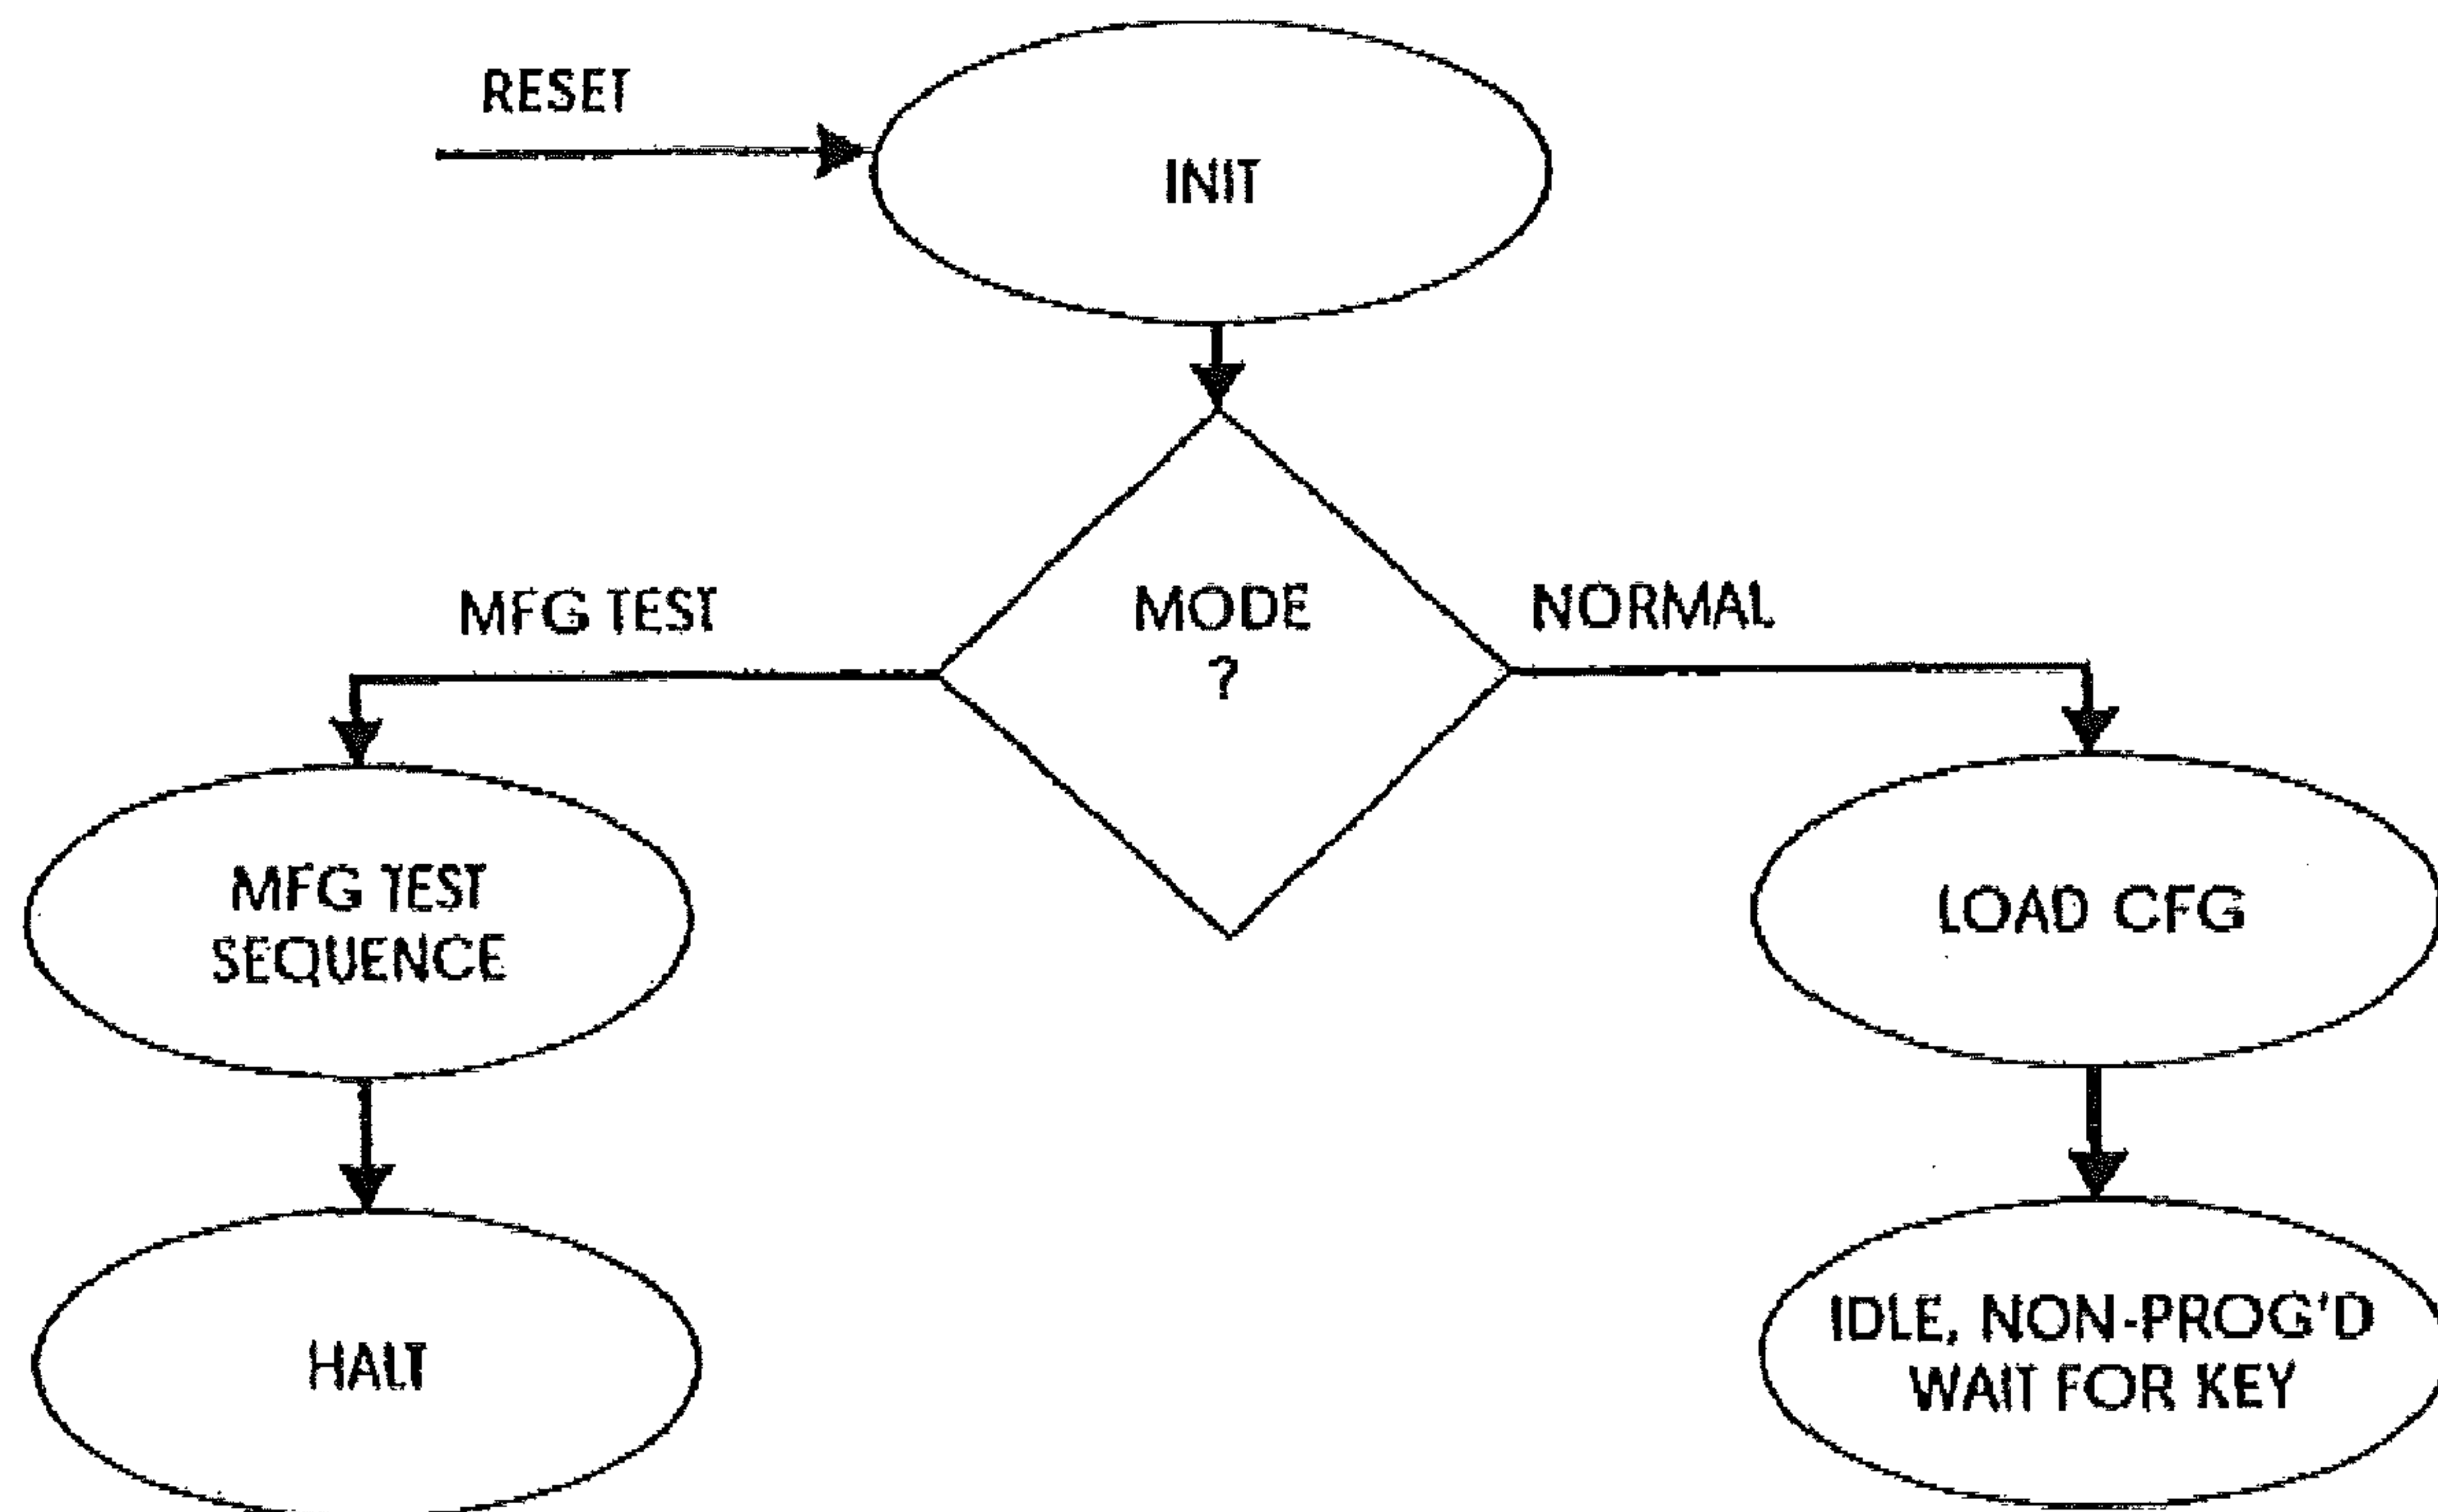 RESET
INIT
MODE
?
MFG TEST
NORMAL
MFG TEST
SEQUENCE
LOAD CFG
HALT
IDLE, NON-PROG'D
WAIT FOR KEY